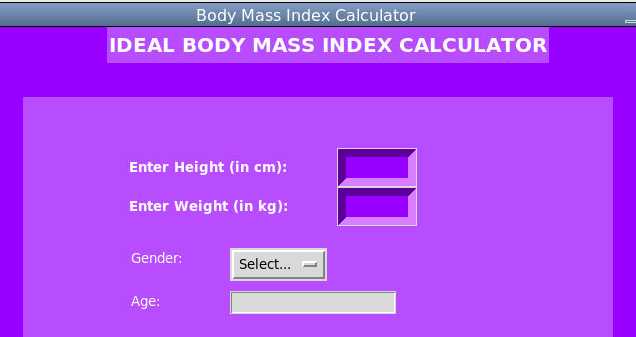 Body Mass Index Calculator
IDEAL BODY MASS INDEX CALCULATOR
Enter Height (in cm):
Enter Weight (in kg):
Gender: Select...
Age: